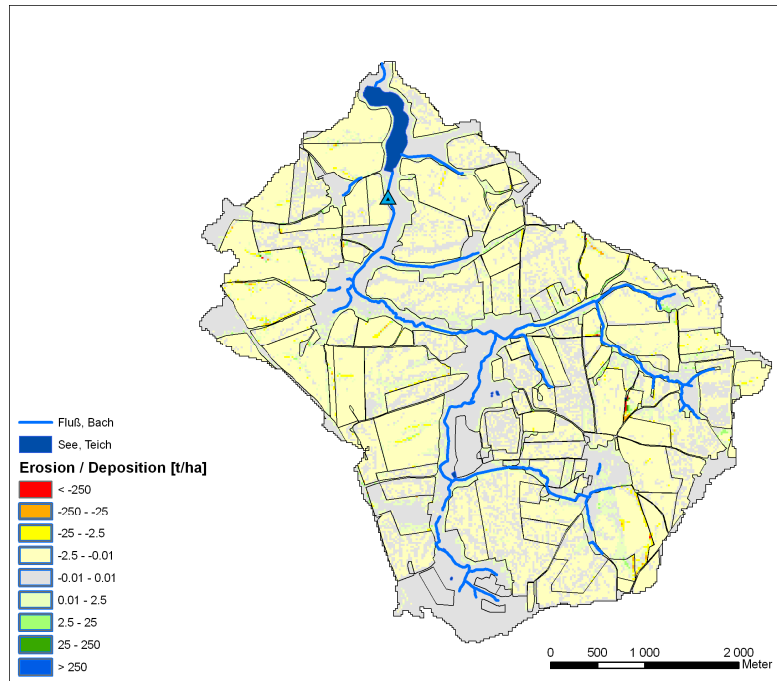 Fluß, Bach
See, Teich
Erosion / Deposition [t/ha]
< -250
-250 - -25
-25 - -2.5
-2.5 - -0.01
-0.01 - 0.01
0.01 - 2.5
2.5 - 25
25 - 250
> 250
0 500 1 000 2 000
Meter